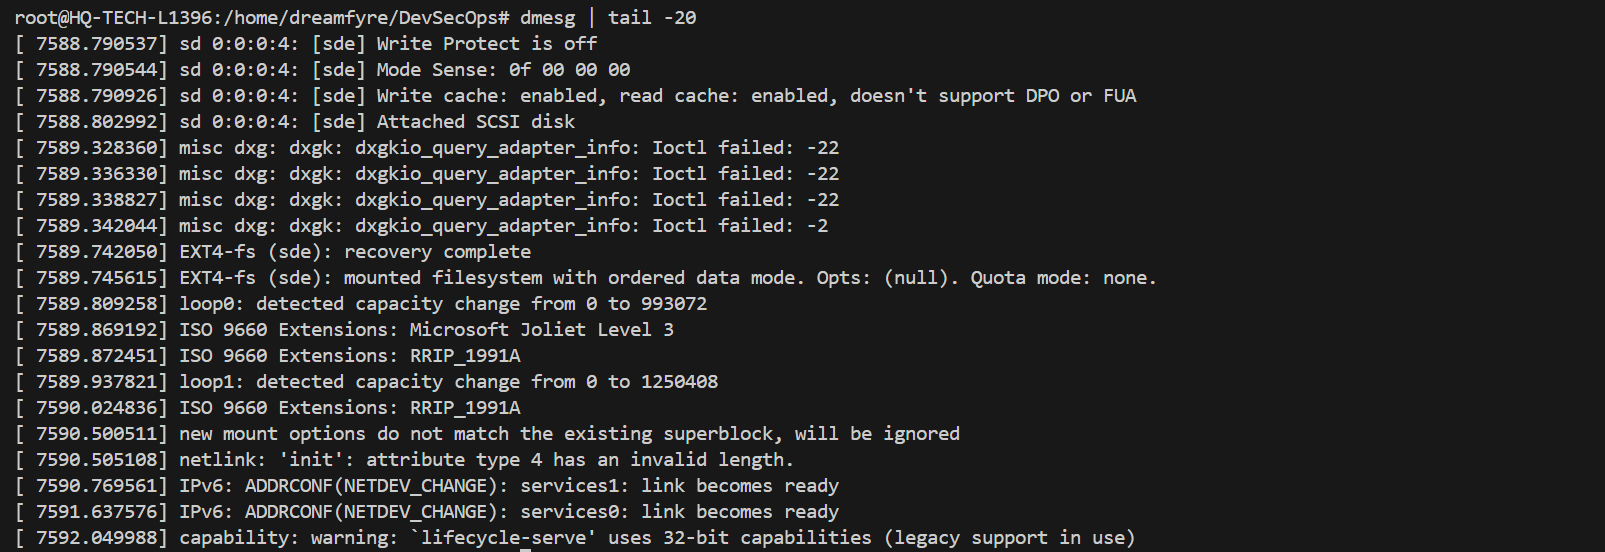 root@HQ-TECH-L1396:/home/dreamfyre/DevSecOps# dmesg | tail -20
[ 7588.790537] sd 0:0:0:4: [sde] Write Protect is off
[ 7588.790544] sd 0:0:0:4: [sde] Mode Sense: 0f 00 00 00
[ 7588.790926] sd 0:0:0:4: [sde] Write cache: enabled, read cache: enabled, doesn't support DPO or FUA
[ 7588.802992] sd 0:0:0:4: [sde] Attached SCSI disk
[ 7589.328360] misc dxg: dxgk: dxgkio_query_adapter_info: Ioctl failed: -22
[ 7589.336330] misc dxg: dxgk: dxgkio_query_adapter_info: Ioctl failed: -22
[ 7589.338827] misc dxg: dxgk: dxgkio_query_adapter_info: Ioctl failed: -22
[ 7589.342044] misc dxg: dxgk: dxgkio_query_adapter_info: Ioctl failed: -2
[ 7589.742050] EXT4-fs (sde): recovery complete
[ 7589.745615] EXT4-fs (sde): mounted filesystem with ordered data mode. Opts: (null). Quota mode: none.
[ 7589.809258] loop0: detected capacity change from 0 to 993072
[ 7589.869192] ISO 9660 Extensions: Microsoft Joliet Level 3
[ 7589.872451] ISO 9660 Extensions: RRIP_1991A
[ 7589.937821] loop1: detected capacity change from 0 to 1250408
[ 7590.024836] ISO 9660 Extensions: RRIP_1991A
[ 7590.500511] new mount options do not match the existing superblock, will be ignored
[ 7590.505108] netlink: 'init': attribute type 4 has an invalid length.
[ 7590.769561] IPv6: ADDRCONF(NETDEV_CHANGE): services1: link becomes ready
[ 7591.637576] IPv6: ADDRCONF(NETDEV_CHANGE): services0: link becomes ready
[ 7592.049988] capability: warning: `lifecycle-serve' uses 32-bit capabilities (legacy support in use)